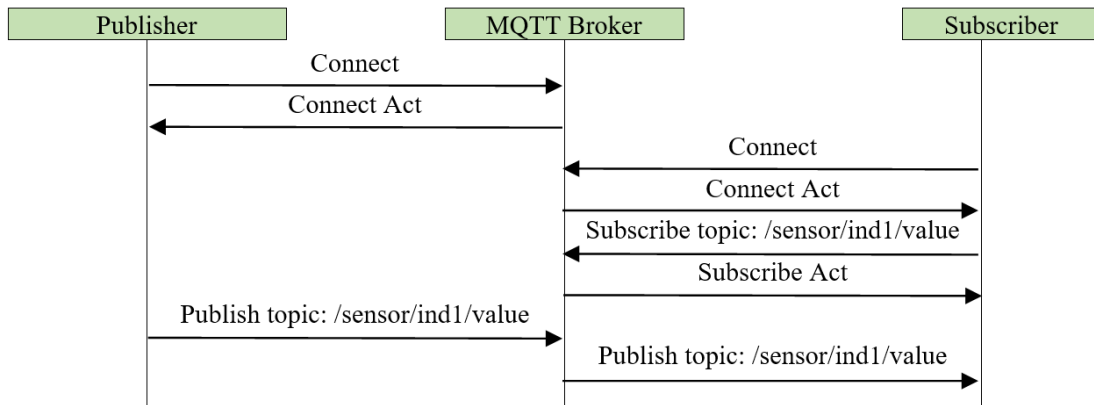 Publisher
MQTT Broker
Subscriber
Connect
Connect Act
Connect
Connect Act
Subscribe topic: /sensor/ind1/value
Subscribe Act
Publish topic: /sensor/ind1/value
Publish topic: /sensor/ind1/value